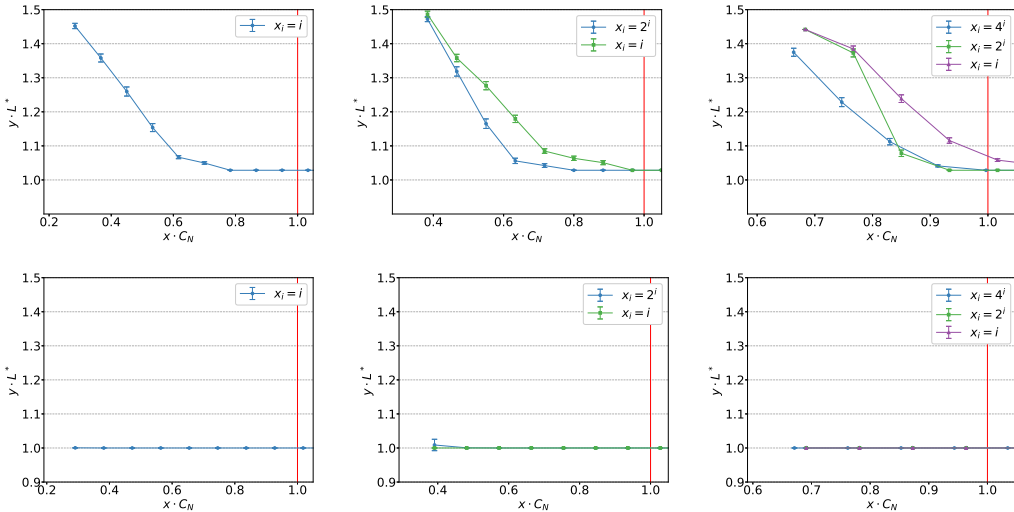 1.5
1.4
1.3
1.2
1.1
1.0
0.2 0.4 0.6 0.8 1.0
x · C_N
y · L^*
x_i = i
1.5
1.4
1.3
1.2
1.1
1.0
0.4 0.6 0.8 1.0
x · C_N
y · L^*
x_i = 2^i
x_i = i
1.5
1.4
1.3
1.2
1.1
1.0
0.6 0.7 0.8 0.9 1.0
x · C_N
y · L^*
x_i = 4^i
x_i = 2^i
x_i = i
1.5
1.4
1.3
1.2
1.1
1.0
0.9
0.2 0.4 0.6 0.8 1.0
x · C_N
y · L^*
x_i = i
1.5
1.4
1.3
1.2
1.1
1.0
0.9
0.4 0.6 0.8 1.0
x · C_N
y · L^*
x_i = 2^i
x_i = i
1.5
1.4
1.3
1.2
1.1
1.0
0.9
0.6 0.7 0.8 0.9 1.0
x · C_N
y · L^*
x_i = 4^i
x_i = 2^i
x_i = i